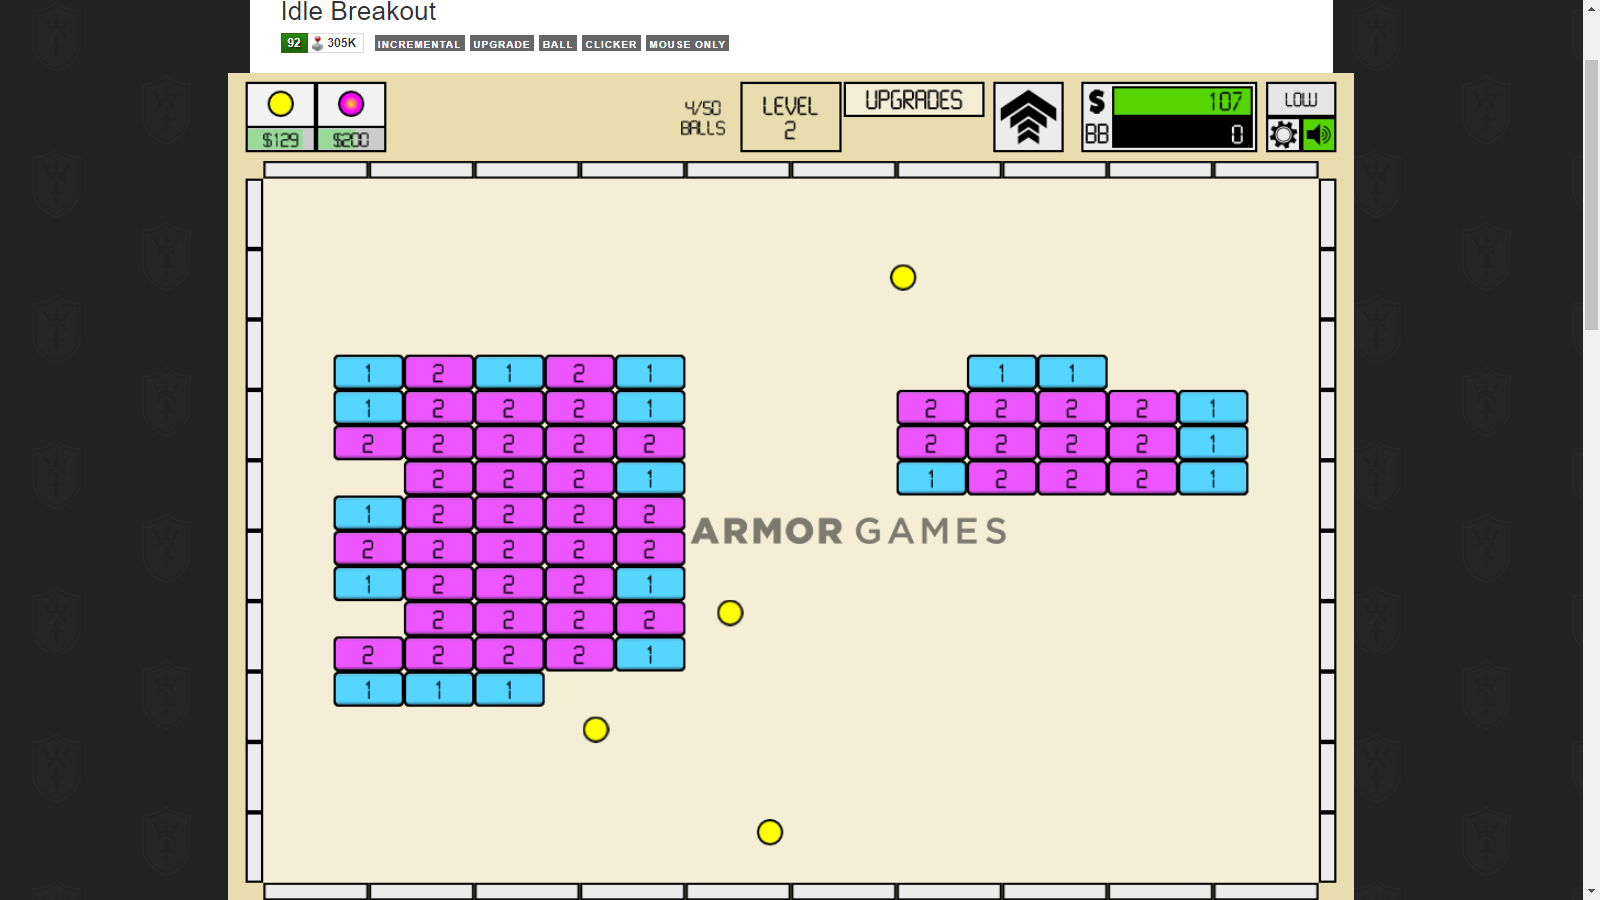 Idle Breakout
92 305K INCREMENTAL UPGRADE BALL CLICKER MOUSE ONLY
$129 $200
4/50
BALLS
LEVEL
2
UPGRADES
$ 107
BB 0
LOW
1 2 1 2 1 1 1
1 2 2 2 1 2 2 2 2 1
2 2 2 2 2 2 2 2 2 1
2 2 2 1 1 2 2 2 1
1 2 2 2 2
ARMOR GAMES
2 2 2 2 2
1 2 2 2 1
2 2 2 2
2 2 2 2 1
1 1 1